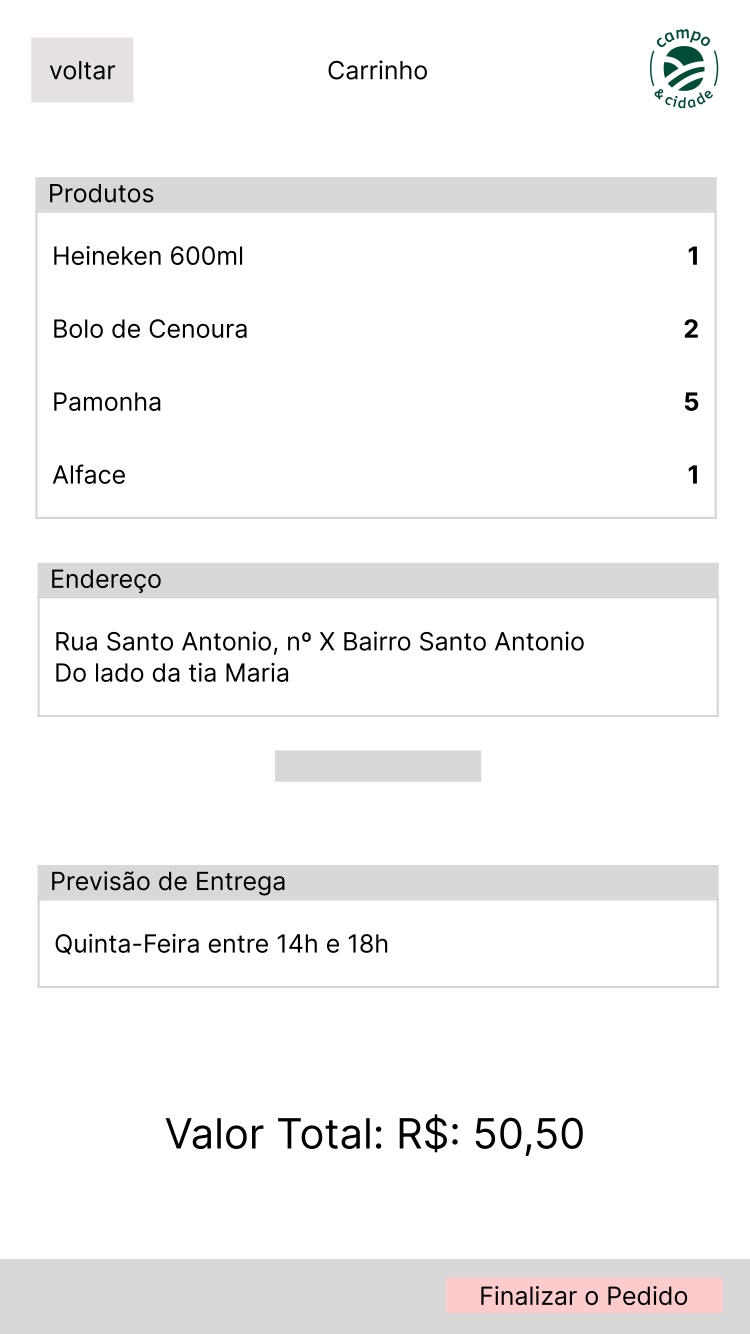 voltar
Carrinho
campo
& cidade
Produtos
Heineken 600ml 1
Bolo de Cenoura 2
Pamonha 5
Alface 1
Endereço
Rua Santo Antonio, nº X Bairro Santo Antonio
Do lado da tia Maria
Previsão de Entrega
Quinta-Feira entre 14h e 18h
Valor Total: R$: 50,50
Finalizar o Pedido